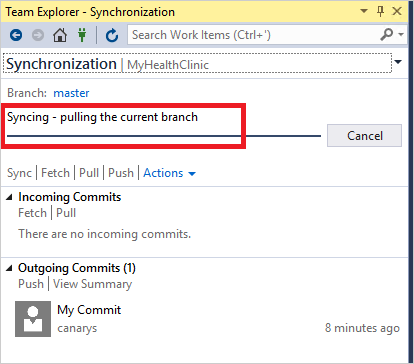 Team Explorer - Synchronization
Search Work Items (Ctrl+')
Synchronization | MyHealthClinic
Branch: master
Syncing - pulling the current branch
Cancel
Sync | Fetch | Pull | Push | Actions
Incoming Commits
Fetch | Pull
There are no incoming commits.
Outgoing Commits (1)
Push | View Summary
My Commit
canarys 8 minutes ago